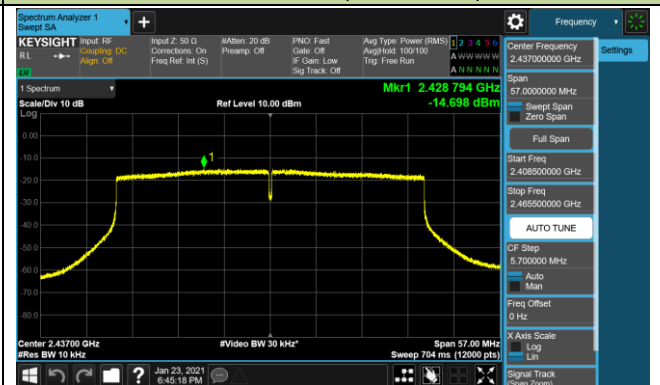 Spectrum Analyzer 1
Swept SA
+
Frequency
KEYSIGHT
RL
LU
Input: RF
Coupling: DC
Align: Off
Input Z: 50 Ω
Corrections: On
Freq Ref: Int (S)
#Atten: 20 dB
Preamp: Off
PNO: Fast
Gate: Off
IF Gain: Low
Sig Track: Off
Avg Type: Power (RMS)
Avg|Hold: 100/100
Trig: Free Run
1 2 3 4 5 6
A W W W W W
A N N N N N
1 Spectrum
Scale/Div 10 dB
Log
Ref Level 10.00 dBm
Mkr1 2.428 794 GHz
-14.698 dBm
0.00
-10.0
-20.0
-30.0
-40.0
-50.0
-60.0
-70.0
-80.0
1
Center 2.43700 GHz
#Res BW 10 kHz
#Video BW 30 kHz*
Span 57.00 MHz
Sweep 704 ms (12000 pts)
Jan 23, 2021
6:45:18 PM
?
Center Frequency
2.437000000 GHz
Settings
Span
57.0000000 MHz
Swept Span
Zero Span
Full Span
Start Freq
2.408500000 GHz
Stop Freq
2.465500000 GHz
AUTO TUNE
CF Step
5.700000 MHz
Auto
Man
Freq Offset
0 Hz
X Axis Scale
Log
Lin
Signal Track
(Span Zoom)